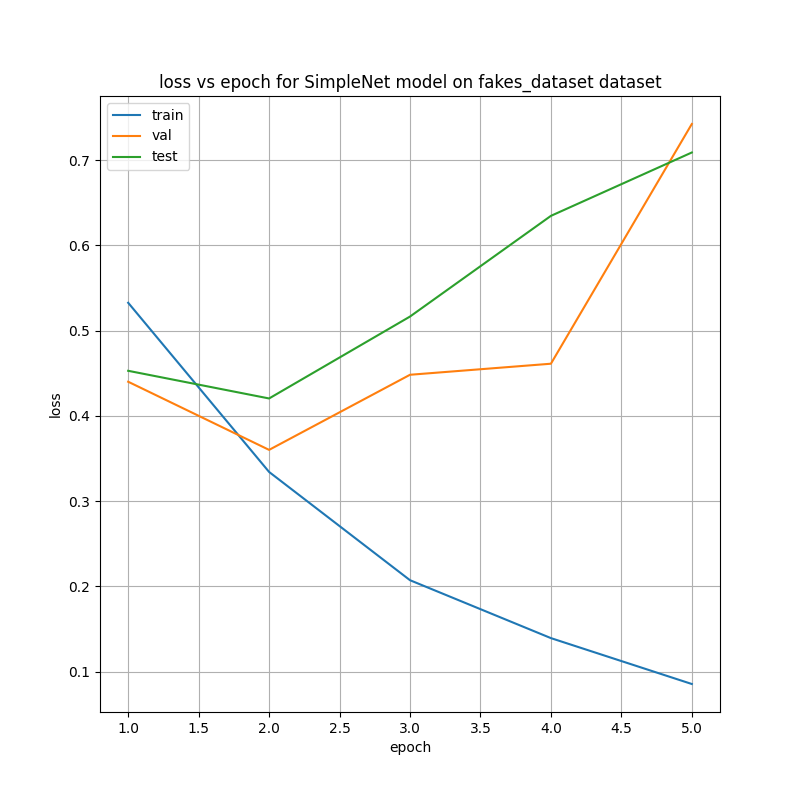 loss vs epoch for SimpleNet model on fakes_dataset dataset
train
val
test
0.7
0.6
0.5
0.4
0.3
0.2
0.1
loss
1.0 1.5 2.0 2.5 3.0 3.5 4.0 4.5 5.0
epoch